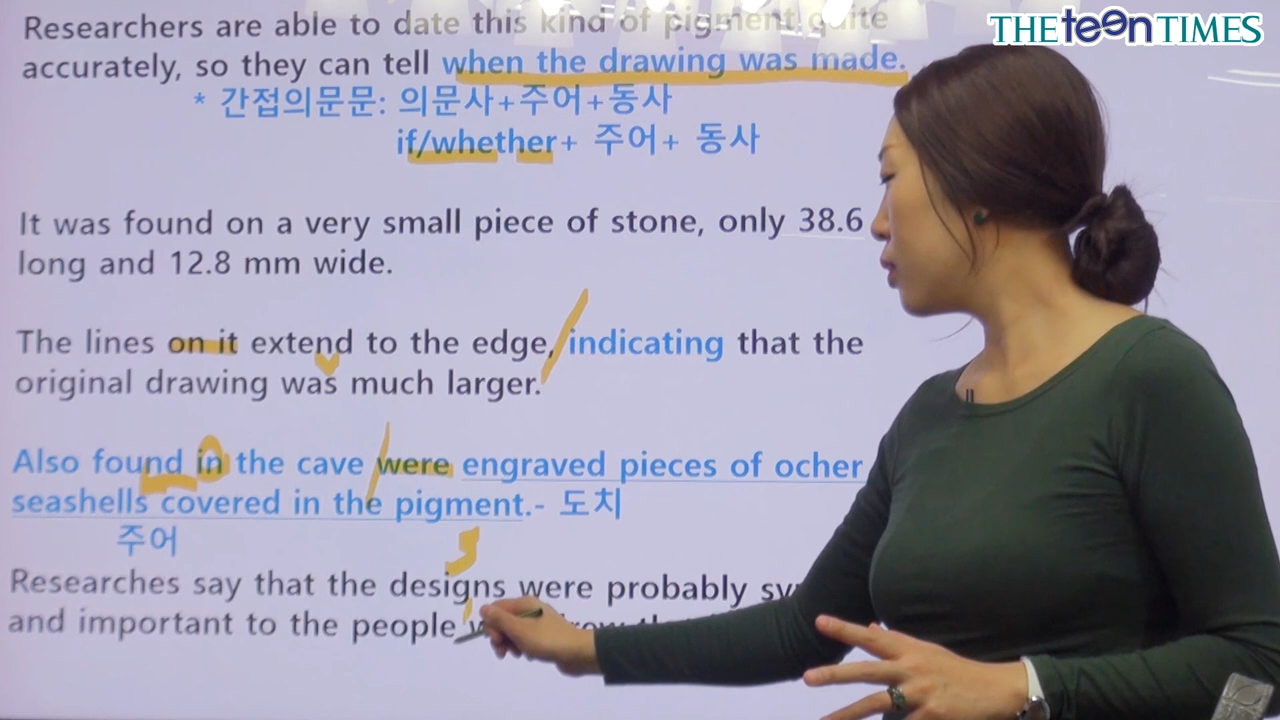 THE teen TIMES
Researchers are able to date this kind of pigment quite
accurately, so they can tell when the drawing was made.
* 간접의문문: 의문사+주어+동사
if/whether+ 주어+ 동사
It was found on a very small piece of stone, only 38.6
long and 12.8 mm wide.
The lines on it extend to the edge, indicating that the
original drawing was much larger.
Also found in the cave were engraved pieces of ocher
seashells covered in the pigment.- 도치
주어
Researches say that the designs were probably
and important to the people